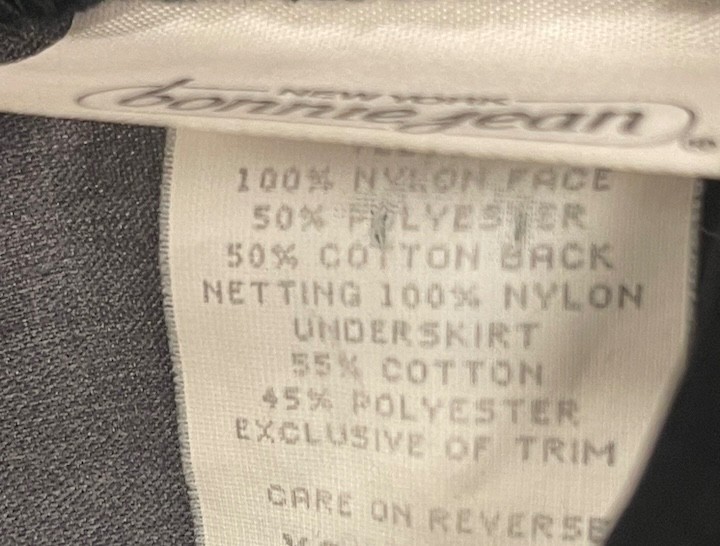 NEW YORK
bonnie jean
100% NYLON FACE
50% POLYESTER
50% COTTON BACK
NETTING 100% NYLON
UNDERSKIRT
55% COTTON
45% POLYESTER
EXCLUSIVE OF TRIM
CARE ON REVERSE